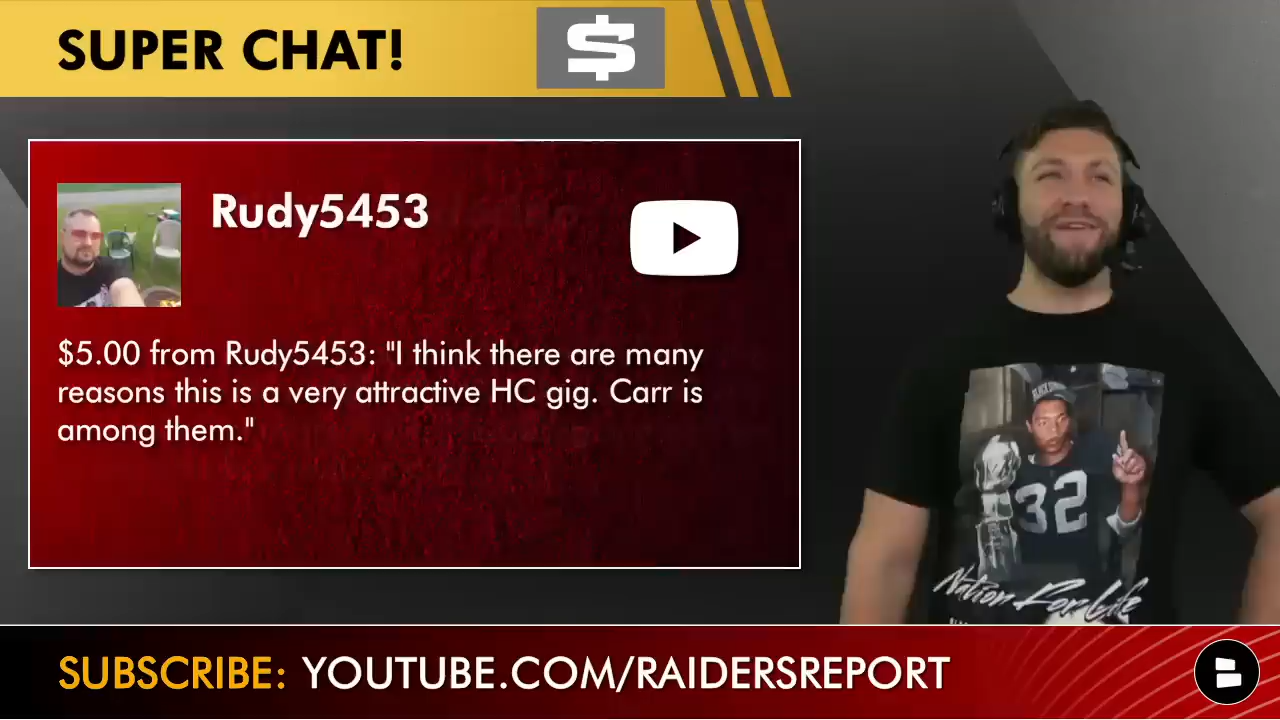 SUPER CHAT!
Rudy5453
$5.00 from Rudy5453: "I think there are many
reasons this is a very attractive HC gig. Carr is
among them."
32
Nation For Life
SUBSCRIBE: YOUTUBE.COM/RAIDERSREPORT